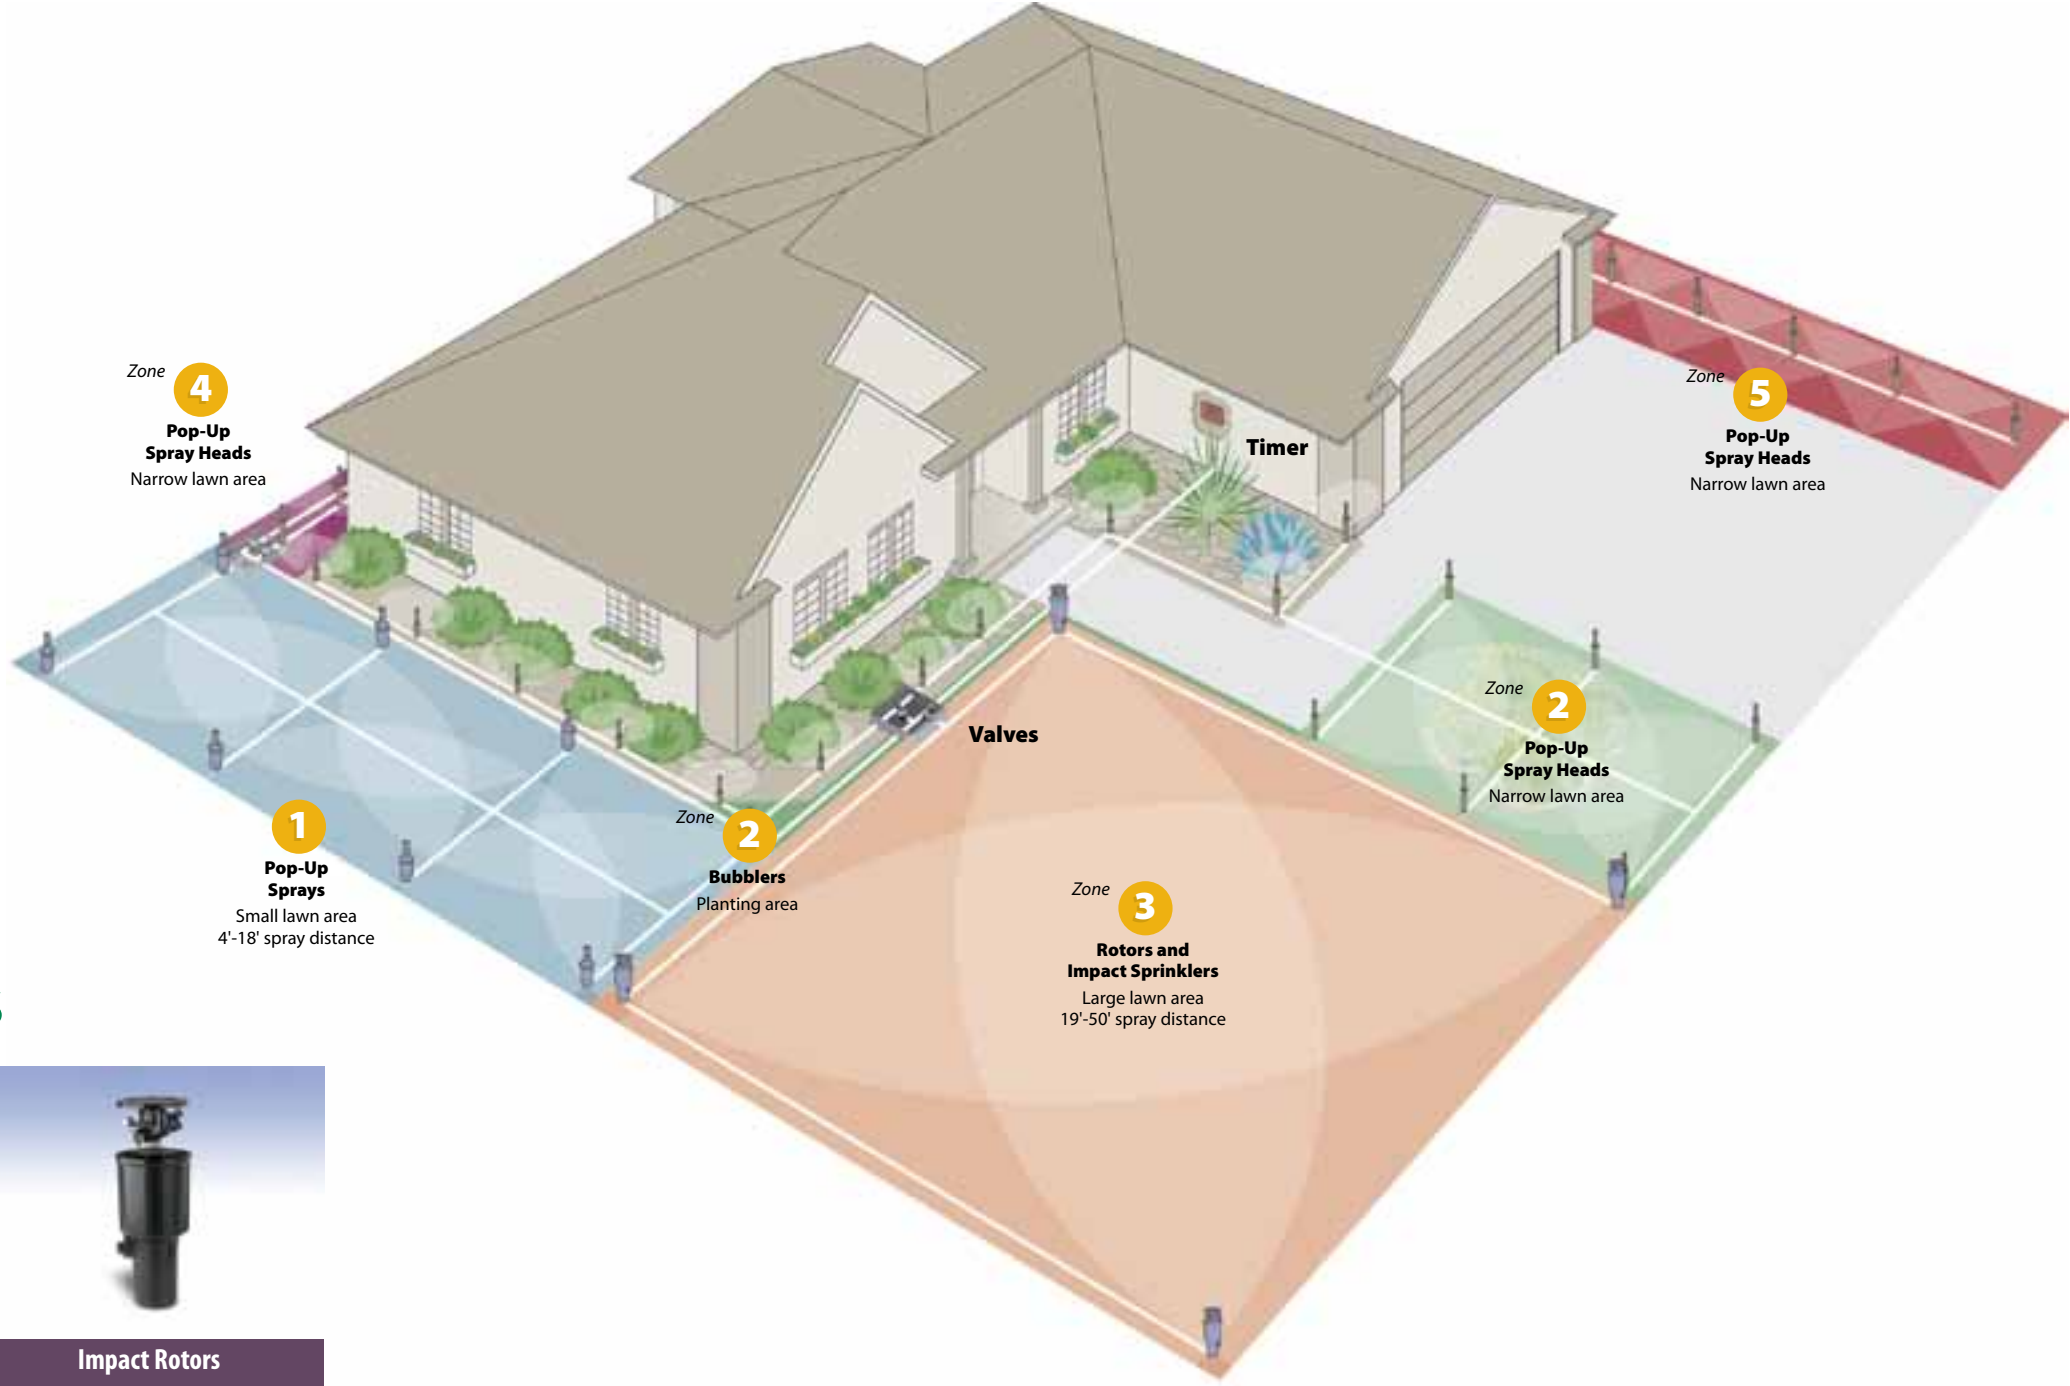 Zone
4
Pop-Up
Spray Heads
Narrow lawn area
Zone
5
Pop-Up
Spray Heads
Narrow lawn area
Timer
Valves
Zone
2
Pop-Up
Spray Heads
Narrow lawn area
Zone
1
Pop-Up
Sprays
Small lawn area
4'-18' spray distance
Zone
2
Bubblers
Planting area
Zone
3
Rotors and
Impact Sprinklers
Large lawn area
19'-50' spray distance
Impact Rotors